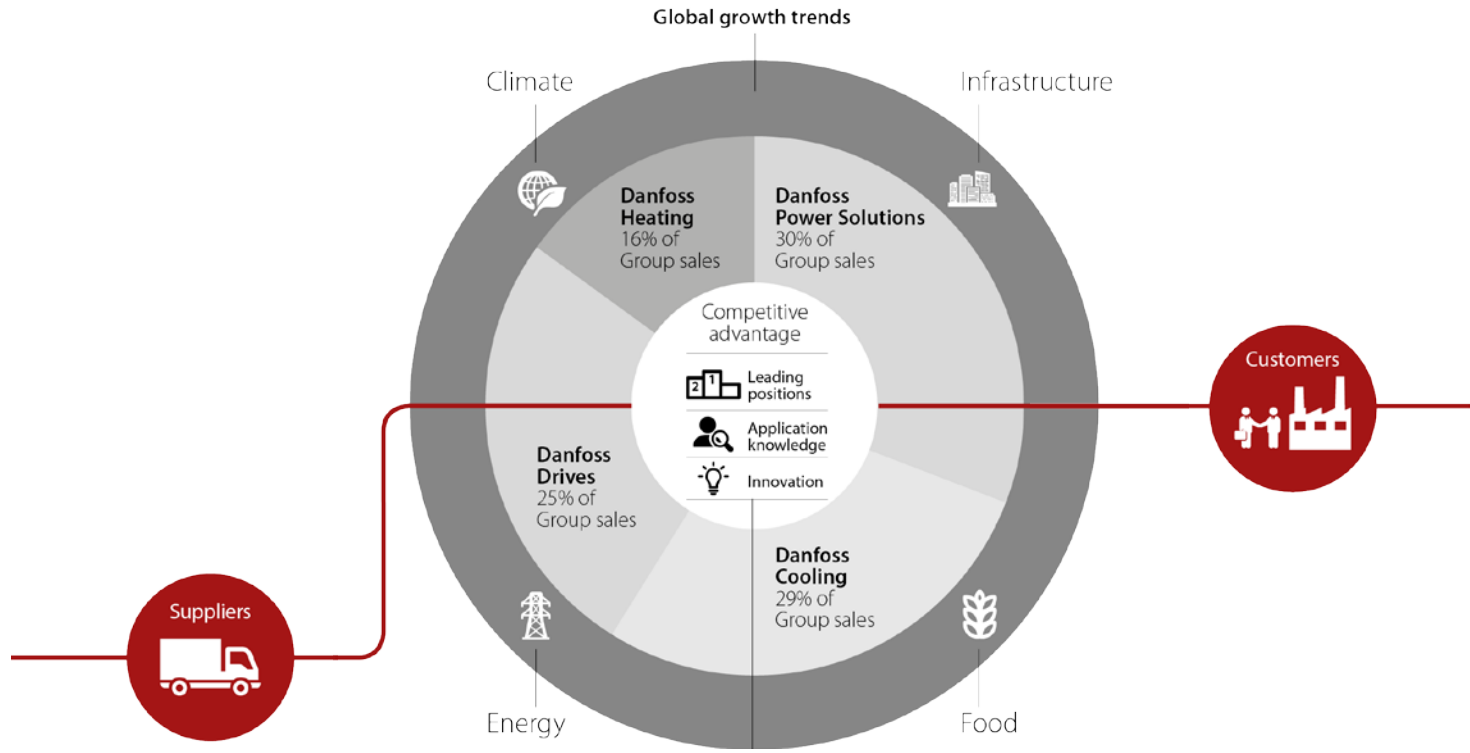 Global growth trends
Climate
Infrastructure
Danfoss
Heating
16% of
Group sales
Danfoss
Power Solutions
30% of
Group sales
Competitive
advantage
2 1
Leading
positions
Application
knowledge
Innovation
Customers
Danfoss
Drives
25% of
Group sales
Danfoss
Cooling
29% of
Group sales
Suppliers
Energy
Food